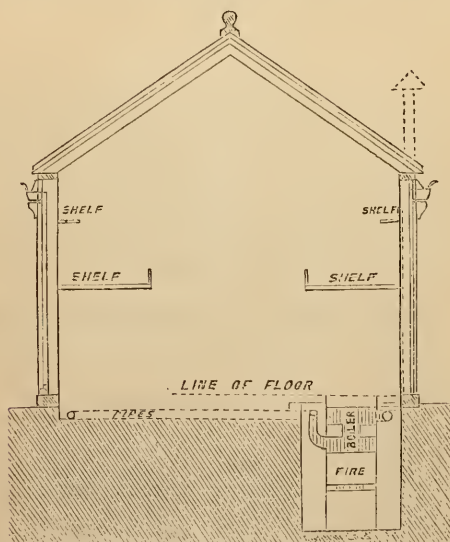 SHELF
SHELF
SHELF
SHELF
LINE OF FLOOR
PIPES
BOILER
FIRE